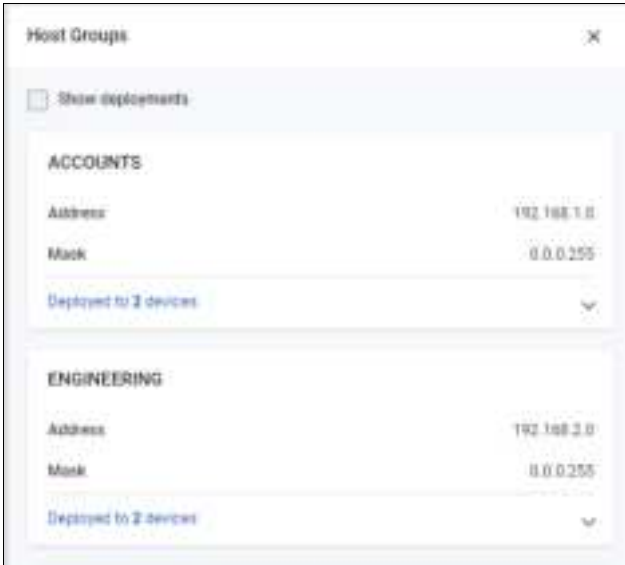 Host Groups
Show deployments
ACCOUNTS
Address 192.168.1.0
Mask 0.0.0.255
Deployed to 2 devices
ENGINEERING
Address 192.168.2.0
Mask 0.0.0.255
Deployed to 2 devices